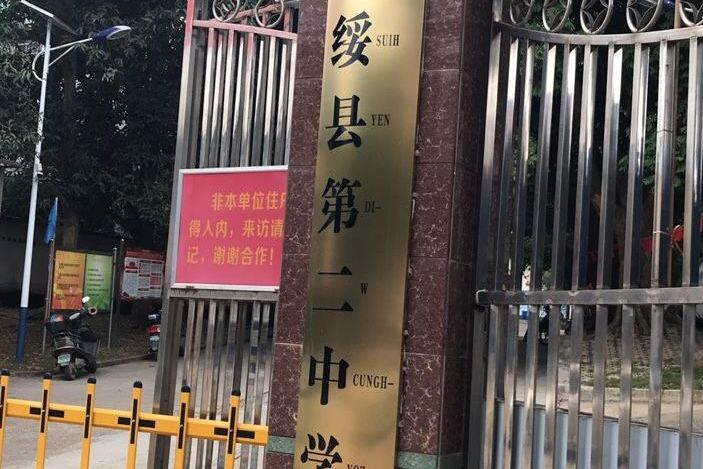 绥县第二中学
SUIH
YEN
DI-
W
CUNGH-
非本单位住户
得入内，来访请
记，谢谢合作！